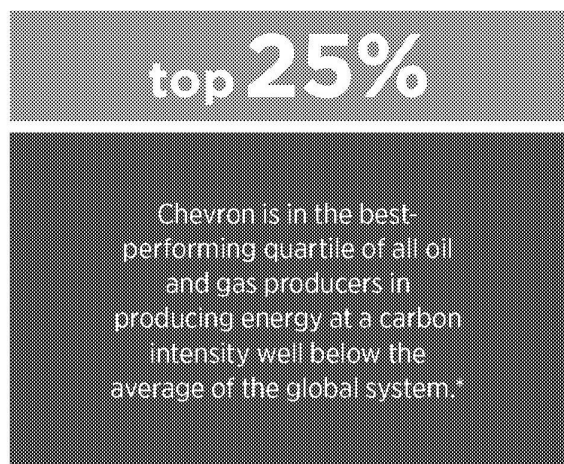 top 25%
Chevron is in the best-
performing quartile of all oil
and gas producers in
producing energy at a carbon
intensity well below the
average of the global system.*